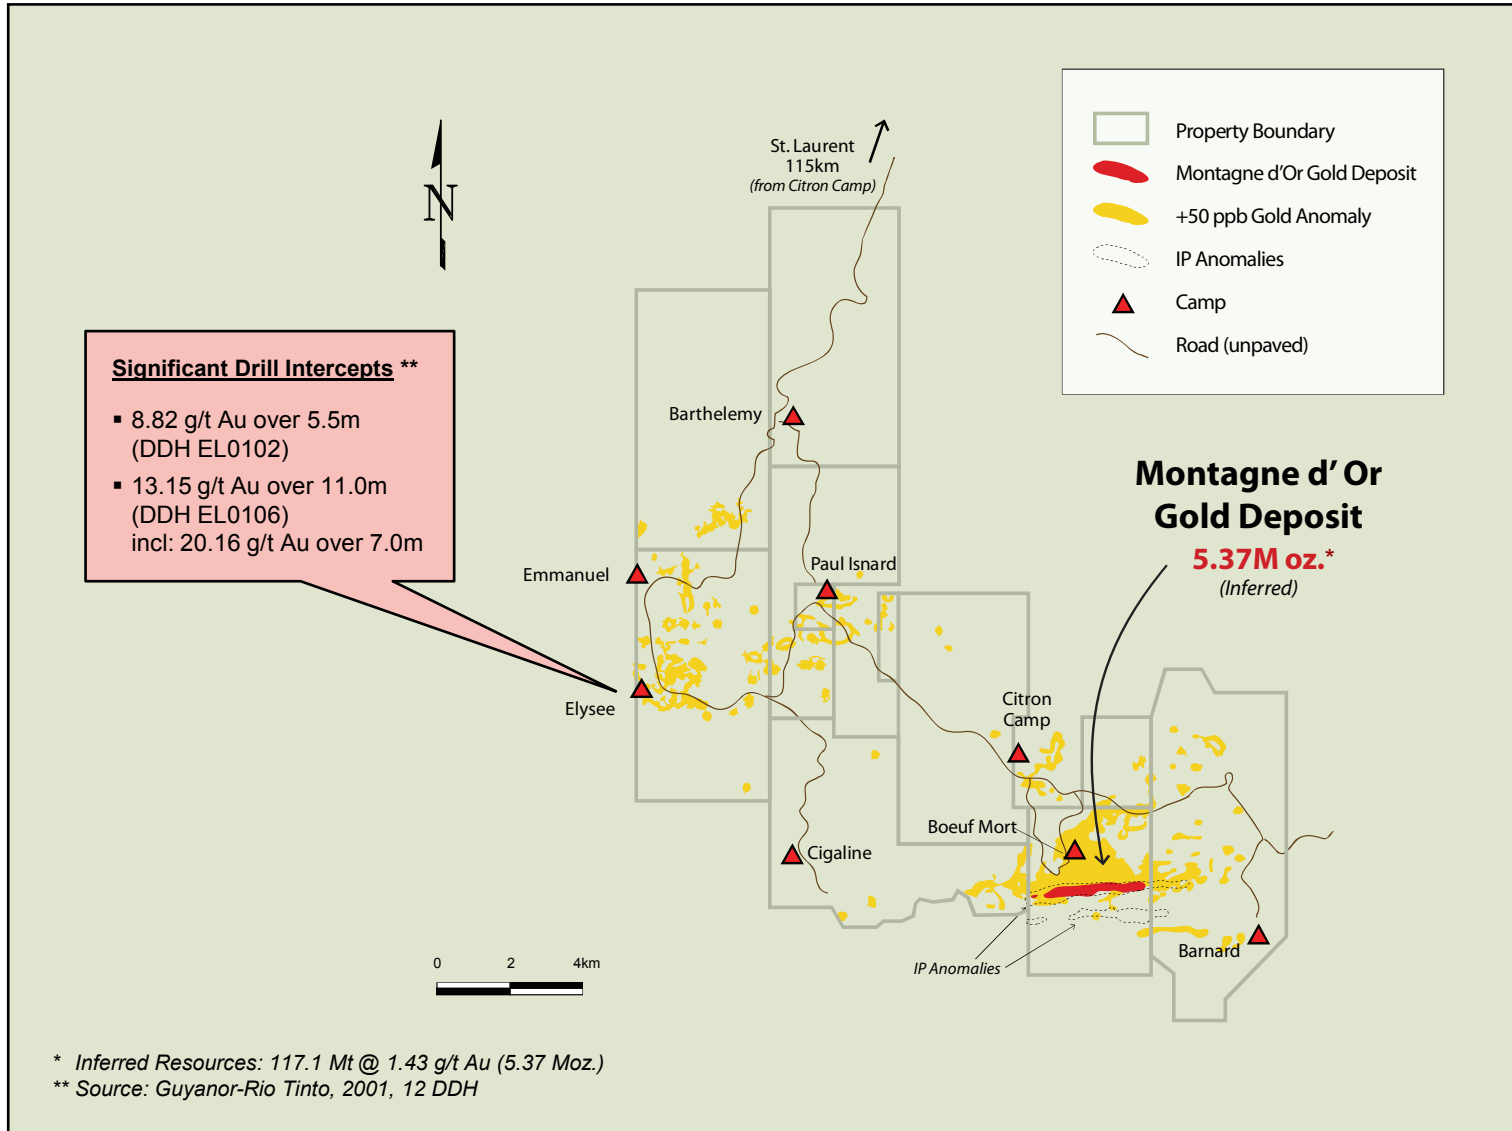 St. Laurent
115km
(from Citron Camp)
N
Property Boundary
Montagne d'Or Gold Deposit
+50 ppb Gold Anomaly
IP Anomalies
Camp
Road (unpaved)
Significant Drill Intercepts **
▪ 8.82 g/t Au over 5.5m
(DDH EL0102)
▪ 13.15 g/t Au over 11.0m
(DDH EL0106)
incl: 20.16 g/t Au over 7.0m
Barthelemy
Montagne d' Or
Gold Deposit
5.37M oz.*
(Inferred)
Emmanuel
Paul Isnard
Elysee
Citron
Camp
Boeuf Mort
Cigaline
Barnard
IP Anomalies
0 2 4km
* Inferred Resources: 117.1 Mt @ 1.43 g/t Au (5.37 Moz.)
** Source: Guyanor-Rio Tinto, 2001, 12 DDH